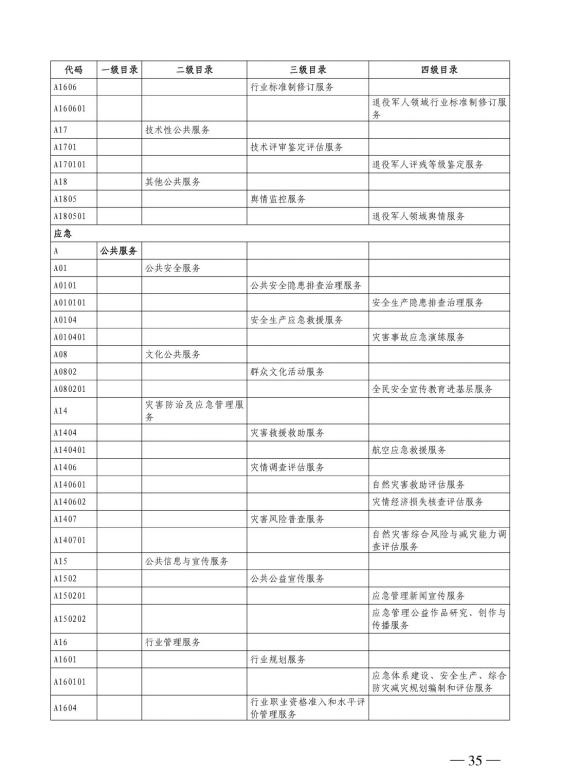 代码 一级目录 二级目录 三级目录 四级目录
A1606 行业标准制修订服务
A160601 退役军人领域行业标准制修订服
务
A17 技术性公共服务
A1701 技术评审鉴定评估服务
A170101 退役军人评残等级鉴定服务
A18 其他公共服务
A1805 舆情监控服务
A180501 退役军人领域舆情服务
应急
A 公共服务
A01 公共安全服务
A0101 公共安全隐患排查治理服务
A010101 安全生产隐患排查治理服务
A0104 安全生产应急救援服务
A010401 灾害事故应急演练服务
A08 文化公共服务
A0802 群众文化活动服务
A080201 全民安全宣传教育进基层服务
A14 灾害防治及应急管理服
务
A1404 灾害救援救助服务
A140401 航空应急救援服务
A1406 灾情调查评估服务
A140601 自然灾害救助评估服务
A140602 灾情经济损失核查评估服务
A1407 灾害风险普查服务
A140701 自然灾害综合风险与减灾能力调
查评估服务
A15 公共信息与宣传服务
A1502 公共公益宣传服务
A150201 应急管理新闻宣传服务
A150202 应急管理公益作品研究、创作与
传播服务
A16 行业管理服务
A1601 行业规划服务
A160101 应急体系建设、安全生产、综合
防灾减灾规划编制和评估服务
A1604 行业职业资格准入和水平评
价管理服务
— 35 —